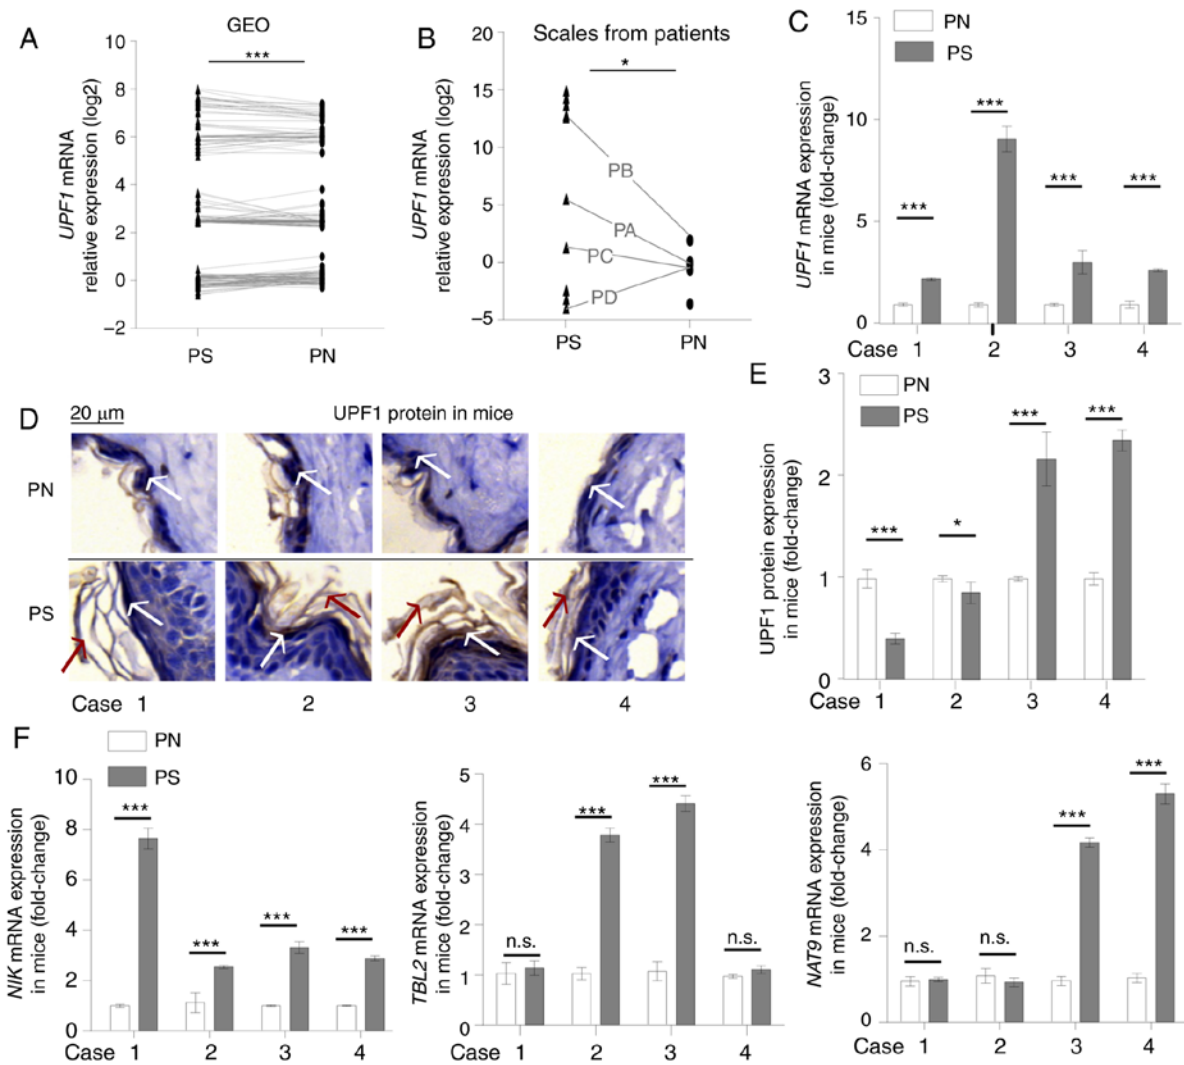 A
GEO
***
UPF1 mRNA
relative expression (log2)
10
8
6
4
2
0
−2
PS
PN
B
Scales from patients
*
UPF1 mRNA
relative expression (log2)
20
15
10
5
0
−5
PB
PA
PC
PD
PS
PN
C
PN
PS
UPF1 mRNA expression
in mice (fold-change)
15
10
5
0
***
***
***
***
Case 1 2 3 4
D
20 µm
UPF1 protein in mice
PN
PS
Case 1 2 3 4
E
PN
PS
UPF1 protein expression
in mice (fold-change)
3
2
1
0
***
*
***
***
Case 1 2 3 4
F
PN
PS
NIK mRNA expression
in mice (fold-change)
10
8
6
4
2
0
***
***
***
***
Case 1 2 3 4
TBL2 mRNA expression
in mice (fold-change)
5
4
3
2
1
0
n.s.
***
***
n.s.
Case 1 2 3 4
NAT9 mRNA expression
in mice (fold-change)
6
4
2
0
n.s.
n.s.
***
***
Case 1 2 3 4